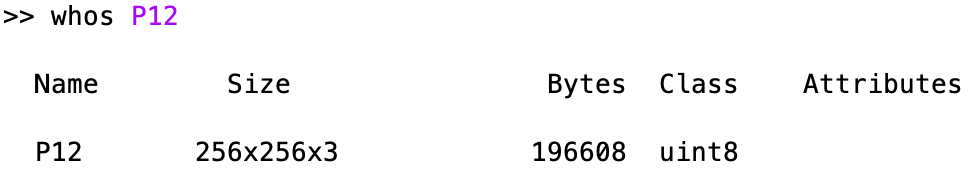 >> whos P12
Name Size Bytes Class Attributes
P12 256x256x3 196608 uint8